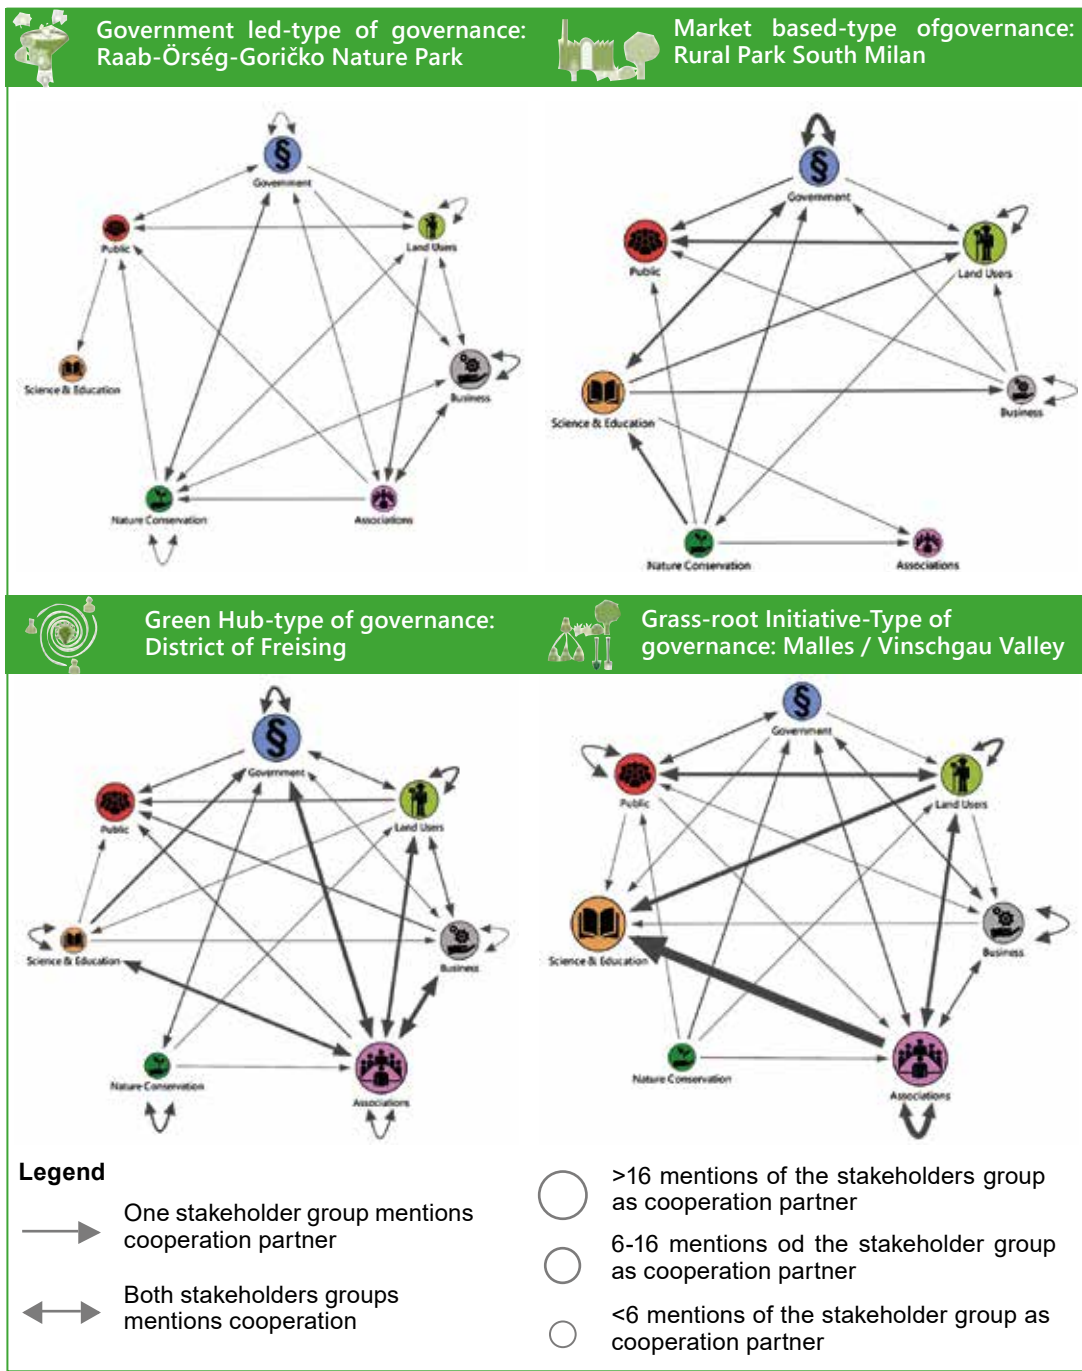 Government led-type of governance:
Raab-Örség-Goričko Nature Park
Market based-type ofgovernance:
Rural Park South Milan
§
Government
Public
Land Users
Science & Education
Business
Nature Conservation
Associations
§
Government
Public
Land Users
Science & Education
Business
Nature Conservation
Associations
Green Hub-type of governance:
District of Freising
Grass-root Initiative-Type of
governance: Malles / Vinschgau Valley
§
Government
Public
Land Users
Science & Education
Business
Nature Conservation
Associations
§
Government
Public
Land Users
Science & Education
Business
Nature Conservation
Associations
Legend
One stakeholder group mentions
cooperation partner
Both stakeholders groups
mentions cooperation
>16 mentions of the stakeholders group
as cooperation partner
6-16 mentions od the stakeholder group
as cooperation partner
<6 mentions of the stakeholder group as
cooperation partner